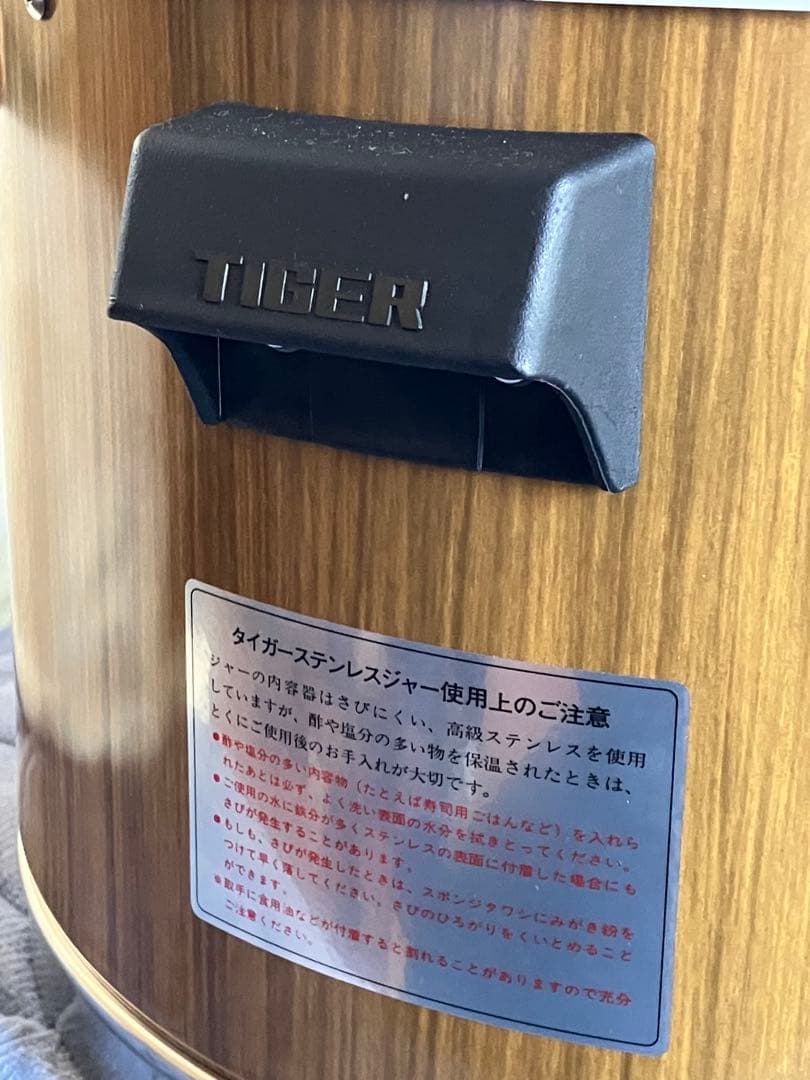 TIGER
タイガーステンレスジャー使用上のご注意
ジャーの内容器はさびにくい、高級ステンレスを使用
していますが、酢や塩分の多い物を保温されたときは、
とくにご使用後のお手入れが大切です。
●酢や塩分の多い内容物(たとえば寿司用ごはんなど)を入れら
れたあとは必ず、よく洗い表面の水分を拭きとってください。
●ご使用の水に鉄分が多くステンレスの表面に付着した場合にも
さびが発生することがあります。
●もしも、さびが発生したときは、スポンジタワシにみがき粉を
つけて早く落してください。さびのひろがりをくいとめること
ができます。
●取手に食用油などが付着すると割れることがありますので充分
ご注意ください。